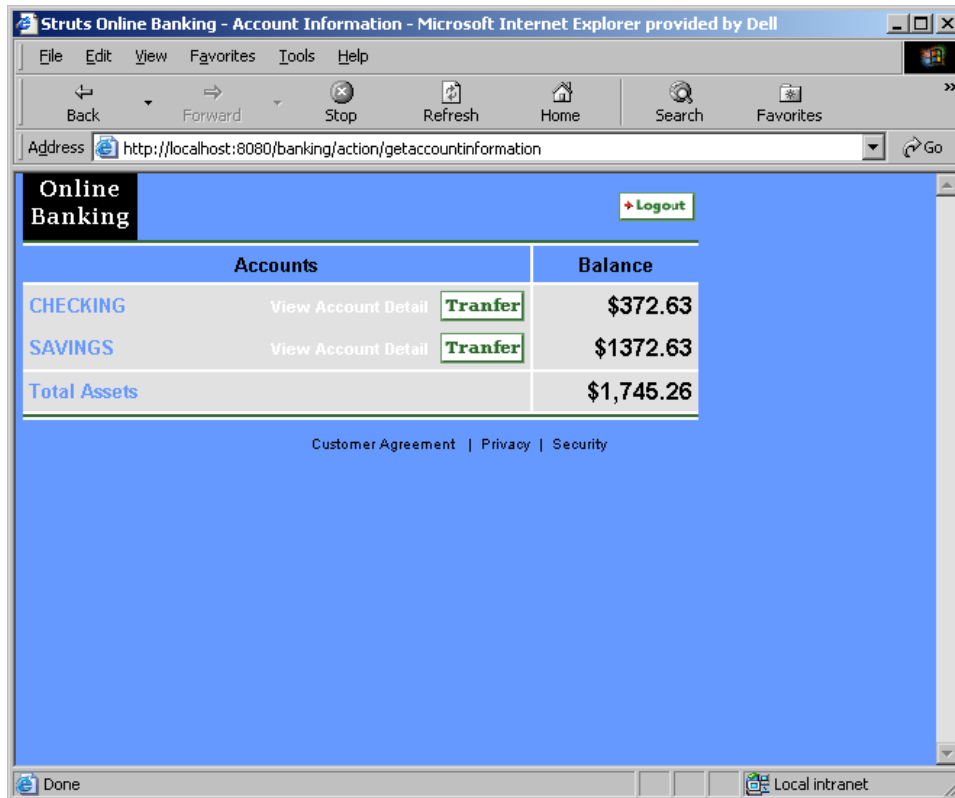 Struts Online Banking - Account Information - Microsoft Internet Explorer provided by Dell
File Edit View Favorites Tools Help
Back Forward Stop Refresh Home Search Favorites »
Address http://localhost:8080/banking/action/getaccountinformation Go
Online
Banking
Logout
Accounts Balance
CHECKING View Account Detail Tranfer $372.63
SAVINGS View Account Detail Tranfer $1372.63
Total Assets $1,745.26
Customer Agreement | Privacy | Security
Done Local intranet